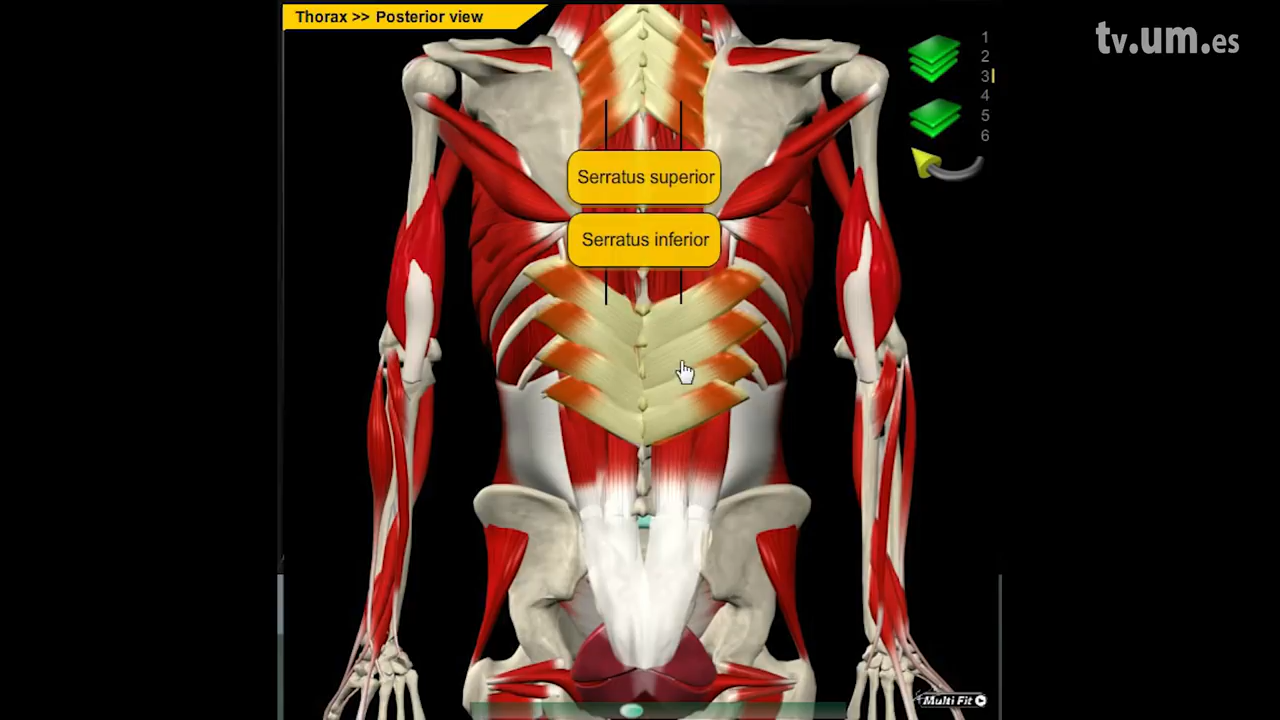 Thorax >> Posterior view
tv.um.es
1
2
3
4
5
6
Serratus superior
Serratus inferior
Multi Fit